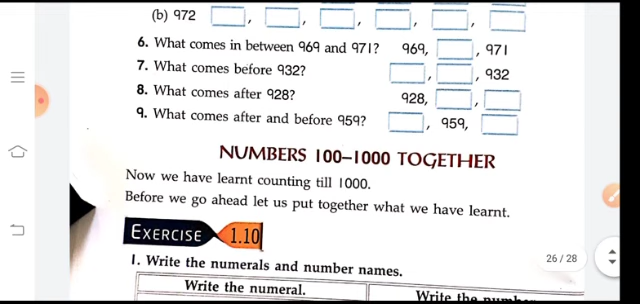 (b) 972 , , , , ,
6. What comes in between 969 and 971? 969, , 971
7. What comes before 932? , , 932
8. What comes after 928? 928, ,
9. What comes after and before 959? , 959,
NUMBERS 100–1000 TOGETHER
Now we have learnt counting till 1000.
Before we go ahead let us put together what we have learnt.
EXERCISE 1.10
26 / 28
1. Write the numerals and number names.
Write the numeral. Write the